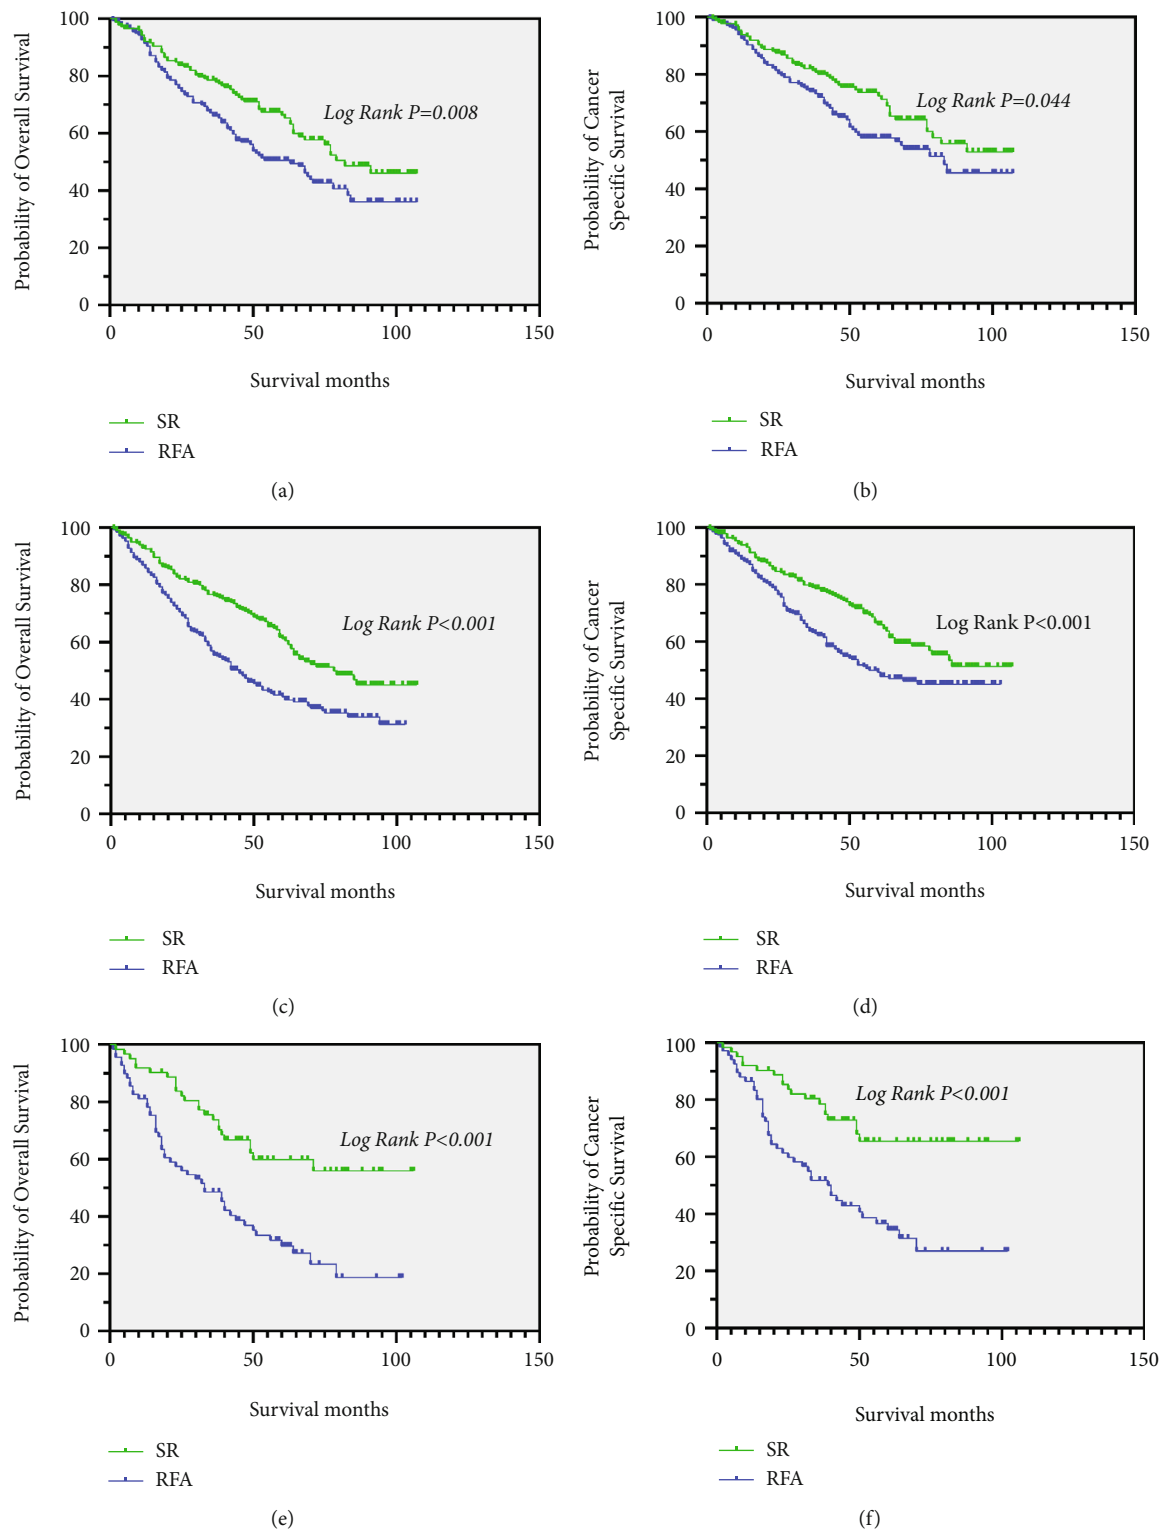 Probability of Overall Survival
100
80
60
40
20
0
Log Rank P=0.008
0 50 100 150
Survival months
SR
RFA
(a)
Probability of Cancer
Specific Survival
100
80
60
40
20
0
Log Rank P=0.044
0 50 100 150
Survival months
SR
RFA
(b)
Probability of Overall Survival
100
80
60
40
20
0
Log Rank P<0.001
0 50 100 150
Survival months
SR
RFA
(c)
Probability of Cancer
Specific Survival
100
80
60
40
20
0
Log Rank P<0.001
0 50 100 150
Survival months
SR
RFA
(d)
Probability of Overall Survival
100
80
60
40
20
0
Log Rank P<0.001
0 50 100 150
Survival months
SR
RFA
(e)
Probability of Cancer
Specific Survival
100
80
60
40
20
0
Log Rank P<0.001
0 50 100 150
Survival months
SR
RFA
(f)